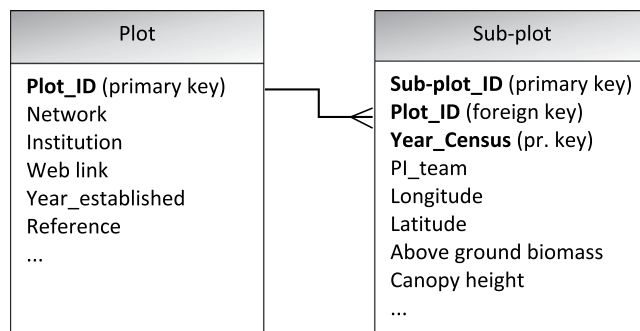 Plot
Plot_ID (primary key)
Network
Institution
Web link
Year_established
Reference
...
Sub-plot
Sub-plot_ID (primary key)
Plot_ID (foreign key)
Year_Census (pr. key)
PI_team
Longitude
Latitude
Above ground biomass
Canopy height
...